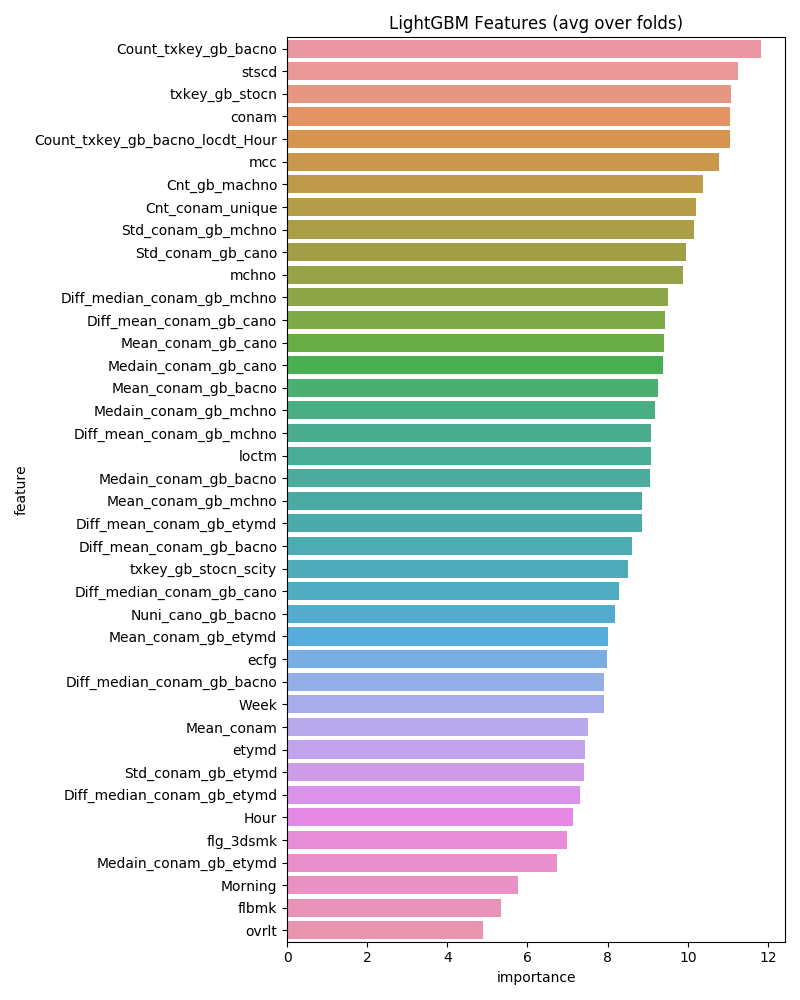 LightGBM Features (avg over folds)
Count_txkey_gb_bacno
stscd
txkey_gb_stocn
conam
Count_txkey_gb_bacno_locdt_Hour
mcc
Cnt_gb_machno
Cnt_conam_unique
Std_conam_gb_mchno
Std_conam_gb_cano
mchno
Diff_median_conam_gb_mchno
Diff_mean_conam_gb_cano
Mean_conam_gb_cano
Medain_conam_gb_cano
Mean_conam_gb_bacno
Medain_conam_gb_mchno
Diff_mean_conam_gb_mchno
loctm
Medain_conam_gb_bacno
Mean_conam_gb_mchno
Diff_mean_conam_gb_etymd
Diff_mean_conam_gb_bacno
txkey_gb_stocn_scity
Diff_median_conam_gb_cano
Nuni_cano_gb_bacno
Mean_conam_gb_etymd
ecfg
Diff_median_conam_gb_bacno
Week
Mean_conam
etymd
Std_conam_gb_etymd
Diff_median_conam_gb_etymd
Hour
flg_3dsmk
Medain_conam_gb_etymd
Morning
flbmk
ovrlt
feature
0 2 4 6 8 10 12
importance